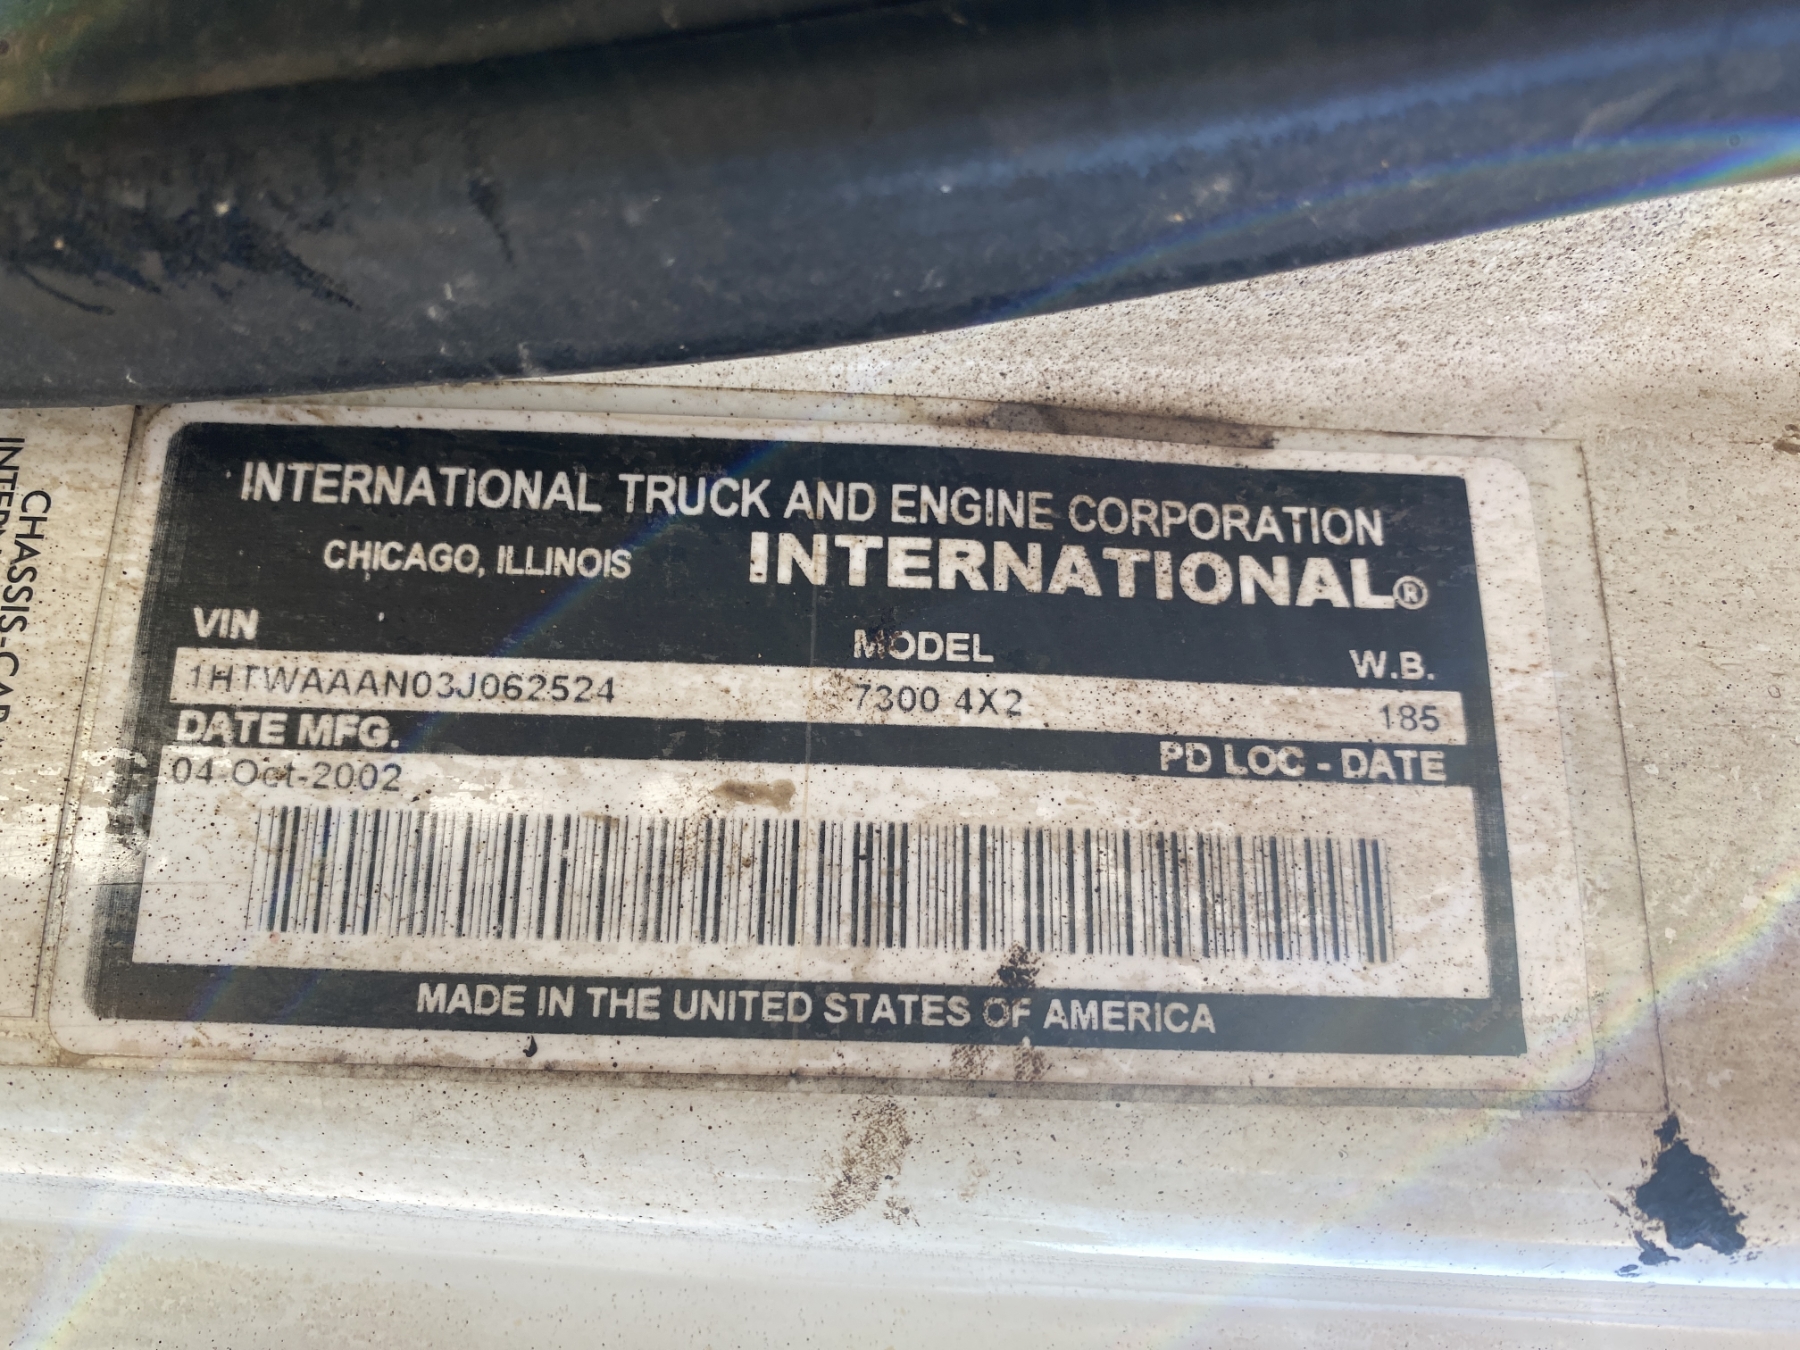 INTERNATIONAL TRUCK AND ENGINE CORPORATION
CHICAGO, ILLINOIS INTERNATIONAL®
VIN MODEL W.B.
1HTWAAAN03J062524 7300 4X2 185
DATE MFG. PD LOC - DATE
04-Oct-2002
MADE IN THE UNITED STATES OF AMERICA
CHASSIS-CAB